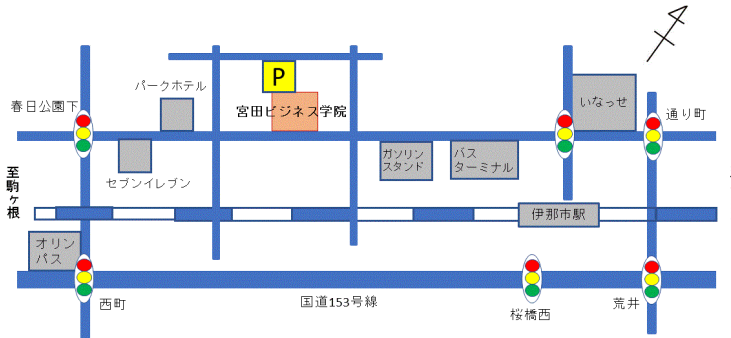 パークホテル
P
春日公園下
宮田ビジネス学院
いなっせ
通り町
セブンイレブン
ガソリン
スタンド
バス
ターミナル
至駒ヶ根
伊那市駅
オリン
パス
西町
国道153号線
桜橋西
荒井